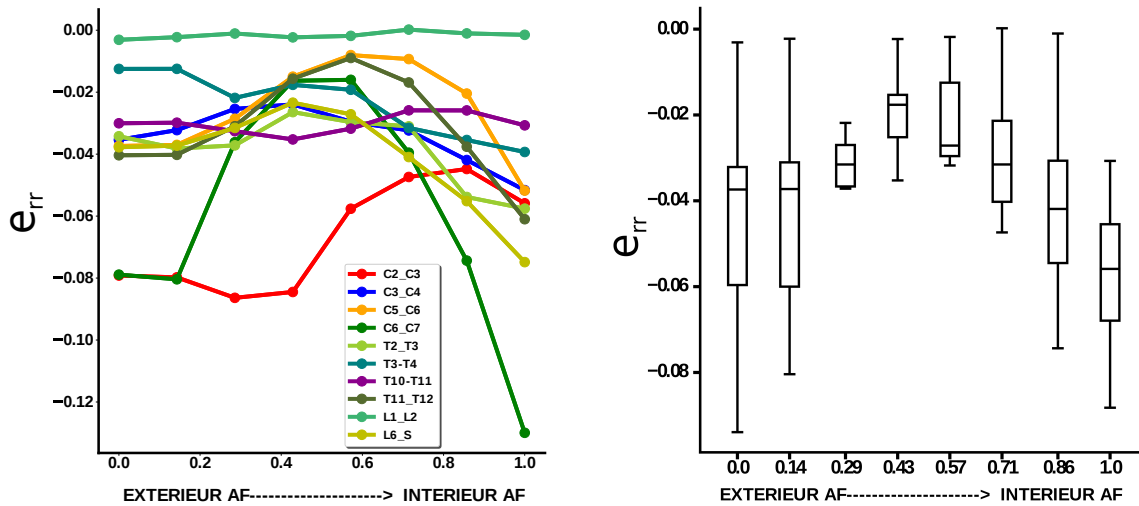 0.00
−0.02
−0.04
−0.06
−0.08
−0.10
−0.12
e_rr
C2_C3
C3_C4
C5_C6
C6_C7
T2_T3
T3-T4
T10-T11
T11_T12
L1_L2
L6_S
0.0 0.2 0.4 0.6 0.8 1.0
EXTERIEUR AF----------------------> INTERIEUR AF
0.00
−0.02
−0.04
−0.06
−0.08
e_rr
0.0 0.14 0.29 0.43 0.57 0.71 0.86 1.0
EXTERIEUR AF----------------------> INTERIEUR AF